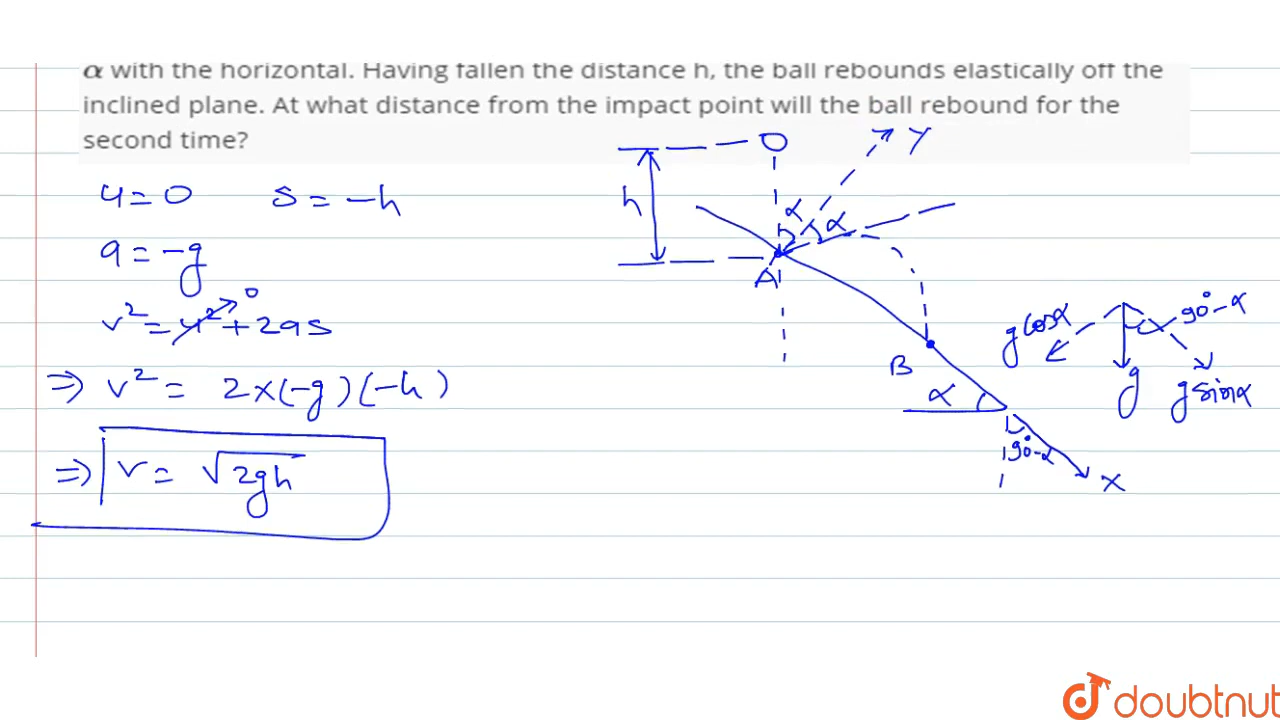 α with the horizontal. Having fallen the distance h, the ball rebounds elastically off the
inclined plane. At what distance from the impact point will the ball rebound for the
second time?
u = 0 s = -h
a = -g
v² = u² + 2as
0
⇒ v² = 2×(-g)(-h)
⇒ v = √2gh
O
Y
h
α
α
A
B
α
90°-α
X
g cosα
90°-α
g
g sinα
doubtnut